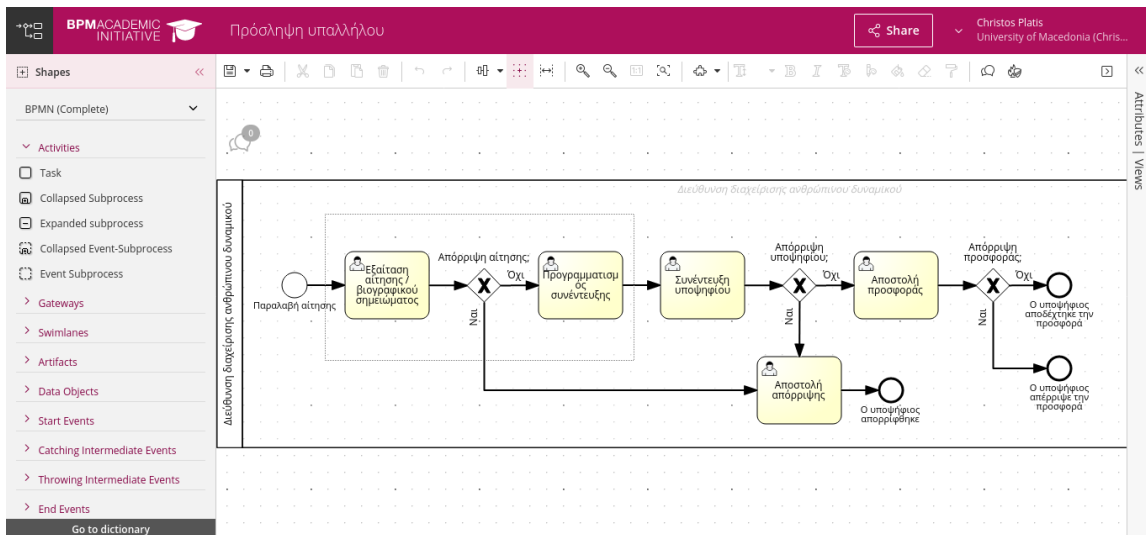 BPMACADEMIC
INITIATIVE
Πρόσληψη υπαλλήλου
Share
Christos Platis
University of Macedonia (Chris...
Shapes
BPMN (Complete)
Activities
Task
Collapsed Subprocess
Expanded subprocess
Collapsed Event-Subprocess
Event Subprocess
Gateways
Swimlanes
Artifacts
Data Objects
Start Events
Catching Intermediate Events
Throwing Intermediate Events
End Events
Go to dictionary
Attributes | Views
0
1:1
Διεύθυνση διαχείρισης ανθρώπινου δυναμικού
Διεύθυνση διαχείρισης ανθρώπινου δυναμικού
Παραλαβή αίτησης
Εξαίταση
αίτησης /
βιογραφικού
σημειώματος
Απόρριψη αίτησης;
Όχι
Ναι
Προγραμματισμ
ός
συνέντευξης
Συνέντευξη
υποψηφίου
Απόρριψη
υποψηφίου;
Όχι
Ναι
Αποστολή
προσφοράς
Απόρριψη
προσφοράς;
Όχι
Ναι
Ο υποψήφιος
αποδέχτηκε την
προσφορά
Αποστολή
απόρριψης
Ο υποψήφιος
απορρίφθηκε
Ο υποψήφιος
απέρριψε την
προσφορά